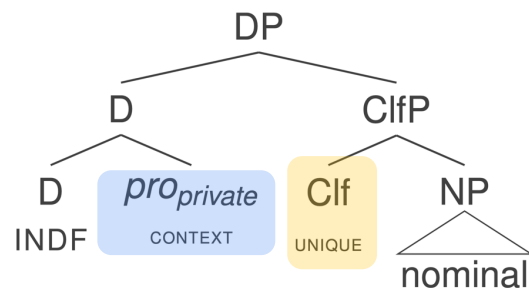 DP
D ClfP
D pro_private Clf NP
INDF CONTEXT UNIQUE
nominal